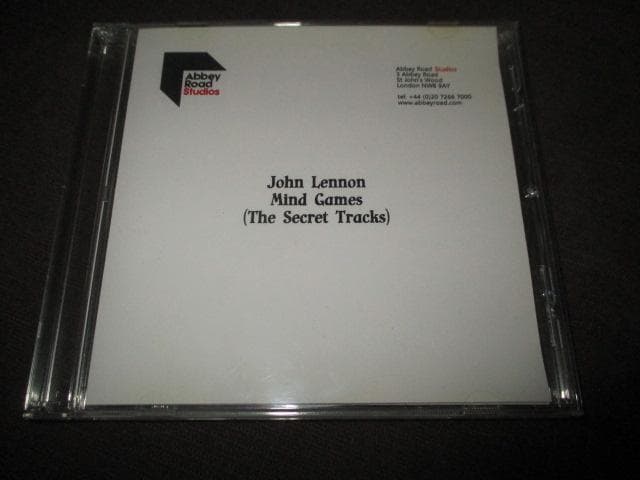 Abbey
Road
Studios
Abbey Road Studios
3 Abbey Road
St John's Wood
London NW8 9AY
tel. +44 (0)20 7266 7000
www.abbeyroad.com
John Lennon
Mind Games
(The Secret Tracks)